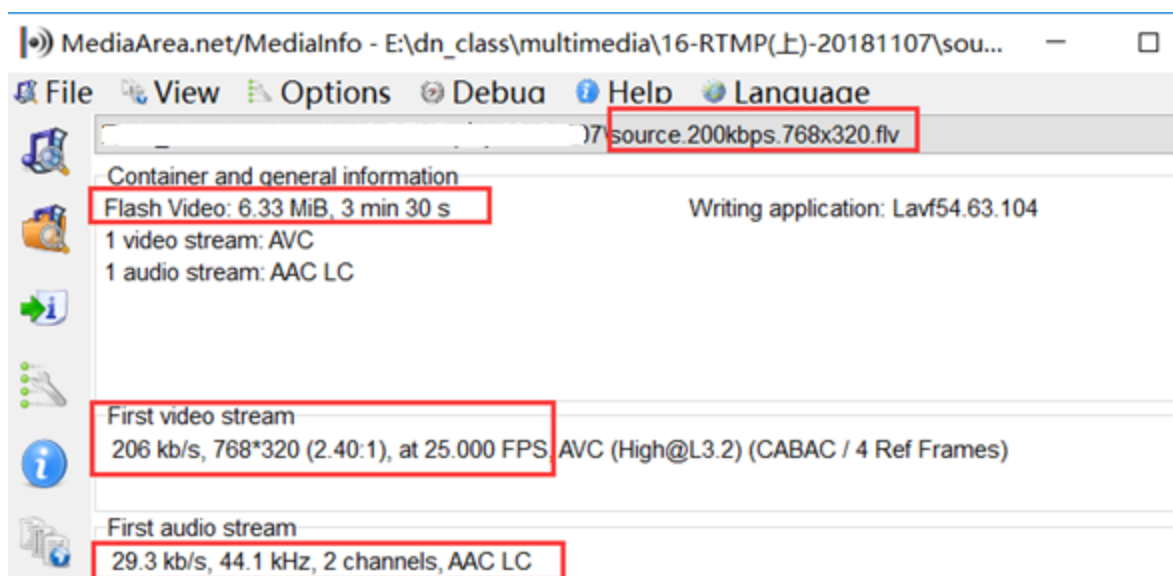 MediaArea.net/MediaInfo - E:\dn_class\multimedia\16-RTMP(上)-20181107\sou...
File View Options Debug Help Language
07\source.200kbps.768x320.flv
Container and general information
Flash Video: 6.33 MiB, 3 min 30 s
Writing application: Lavf54.63.104
1 video stream: AVC
1 audio stream: AAC LC
First video stream
206 kb/s, 768*320 (2.40:1), at 25.000 FPS, AVC (High@L3.2) (CABAC / 4 Ref Frames)
First audio stream
29.3 kb/s, 44.1 kHz, 2 channels, AAC LC